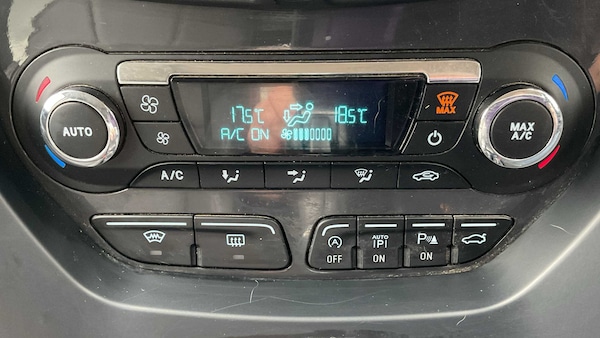 17.5°C 18.5°C
A/C ON
MAX
AUTO
MAX
A/C
A/C
A
OFF
AUTO
P
ON
P
ON